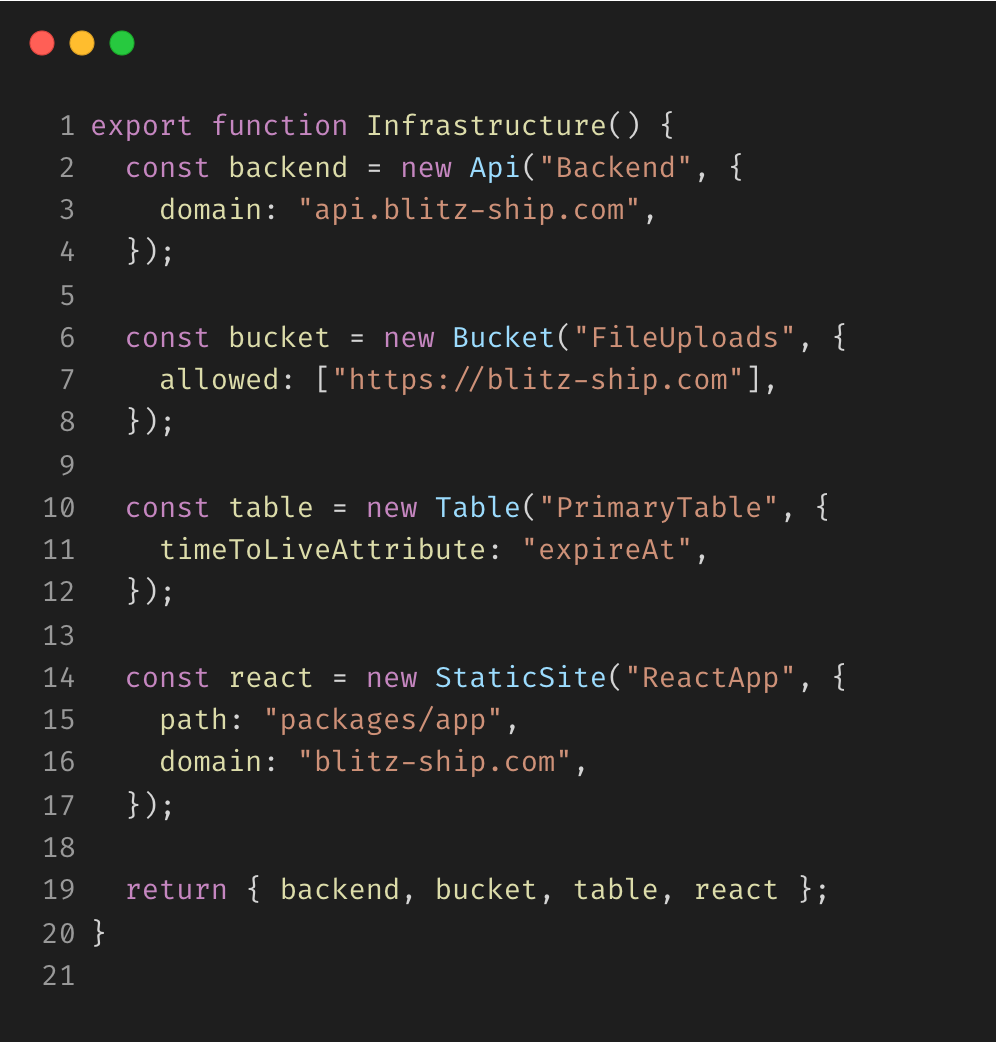 1 export function Infrastructure() {
2   const backend = new Api("Backend", {
3     domain: "api.blitz-ship.com",
4   });
5
6   const bucket = new Bucket("FileUploads", {
7     allowed: ["https://blitz-ship.com"],
8   });
9
10   const table = new Table("PrimaryTable", {
11     timeToLiveAttribute: "expireAt",
12   });
13
14   const react = new StaticSite("ReactApp", {
15     path: "packages/app",
16     domain: "blitz-ship.com",
17   });
18
19   return { backend, bucket, table, react };
20 }
21